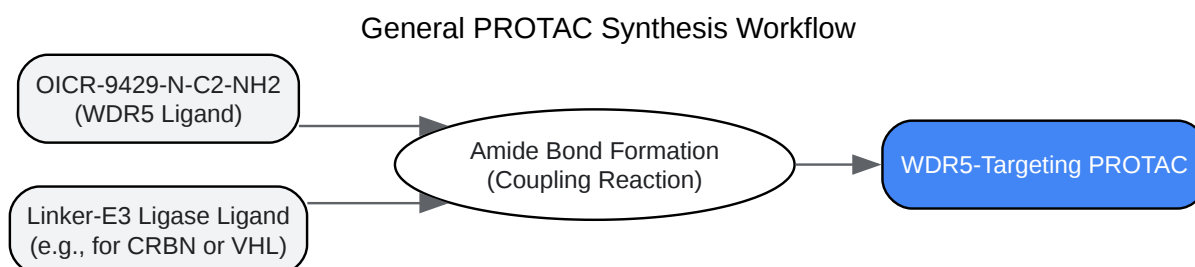 General PROTAC Synthesis Workflow
OICR-9429-N-C2-NH2
(WDR5 Ligand)
Amide Bond Formation
(Coupling Reaction)
WDR5-Targeting PROTAC
Linker-E3 Ligase Ligand
(e.g., for CRBN or VHL)